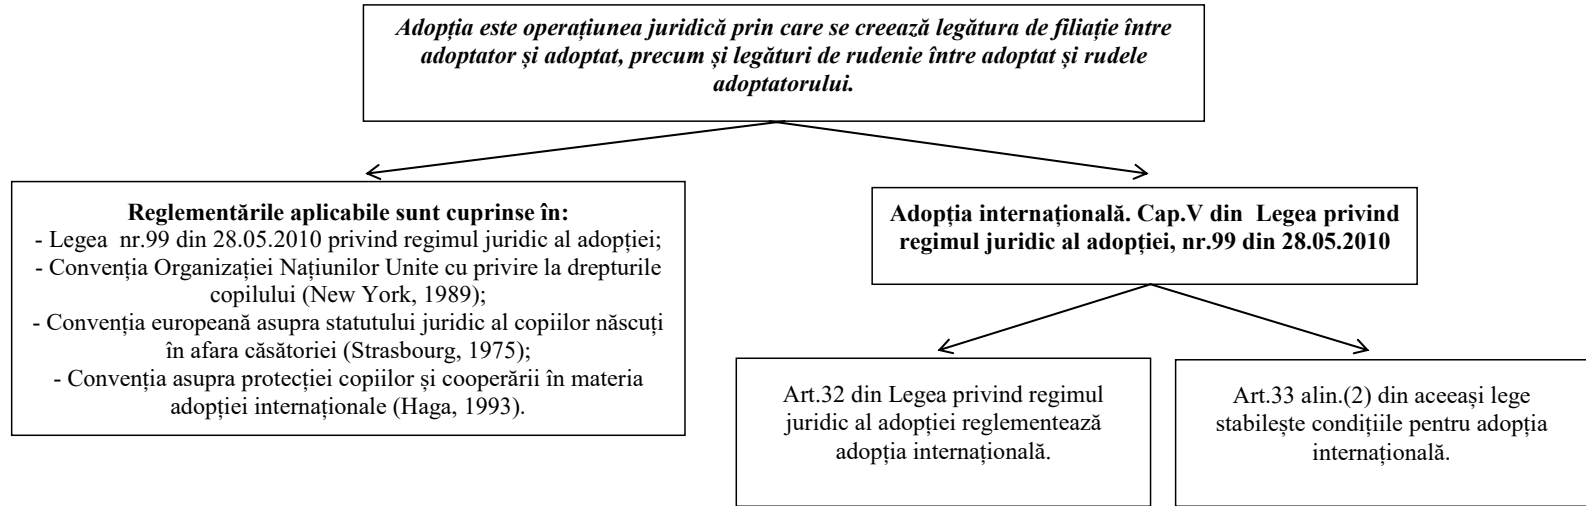 Adopția este operațiunea juridică prin care se creează legătura de filiație între
adoptator și adoptat, precum și legături de rudenie între adoptat și rudele
adoptatorului.
Reglementările aplicabile sunt cuprinse în:
- Legea nr.99 din 28.05.2010 privind regimul juridic al adopției;
- Convenția Organizației Națiunilor Unite cu privire la drepturile
copilului (New York, 1989);
- Convenția europeană asupra statutului juridic al copiilor născuți
în afara căsătoriei (Strasbourg, 1975);
- Convenția asupra protecției copiilor și cooperării în materia
adopției internaționale (Haga, 1993).
Adopția internațională. Cap.V din Legea privind
regimul juridic al adopției, nr.99 din 28.05.2010
Art.32 din Legea privind regimul
juridic al adopției reglementează
adopția internațională.
Art.33 alin.(2) din aceeași lege
stabilește condițiile pentru adopția
internațională.